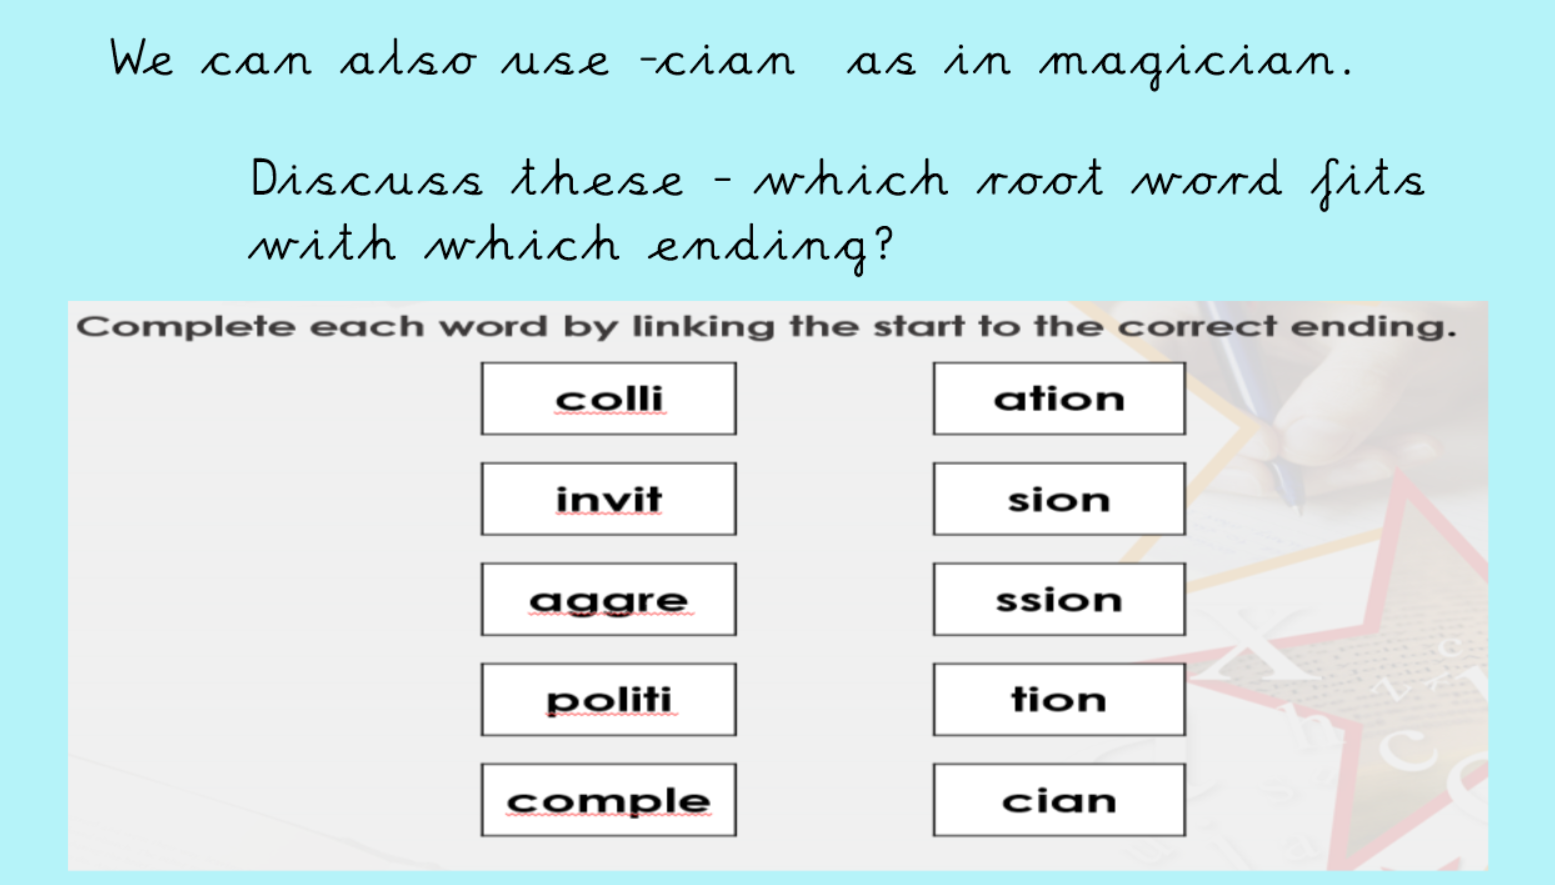 We can also use -cian as in magician.
Discuss these - which root word fits
with which ending?
Complete each word by linking the start to the correct ending.
colli ation
invit sion
aggre ssion
politi tion
comple cian